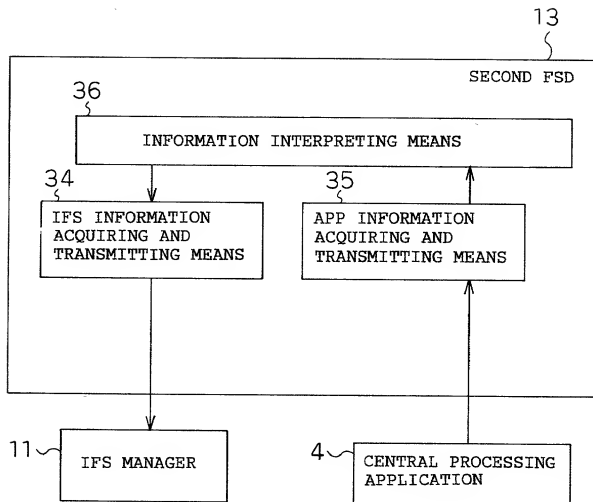 13
SECOND FSD
36
INFORMATION INTERPRETING MEANS
34
IFS INFORMATION
ACQUIRING AND
TRANSMITTING MEANS
35
APP INFORMATION
ACQUIRING AND
TRANSMITTING MEANS
11
IFS MANAGER
4
CENTRAL PROCESSING
APPLICATION